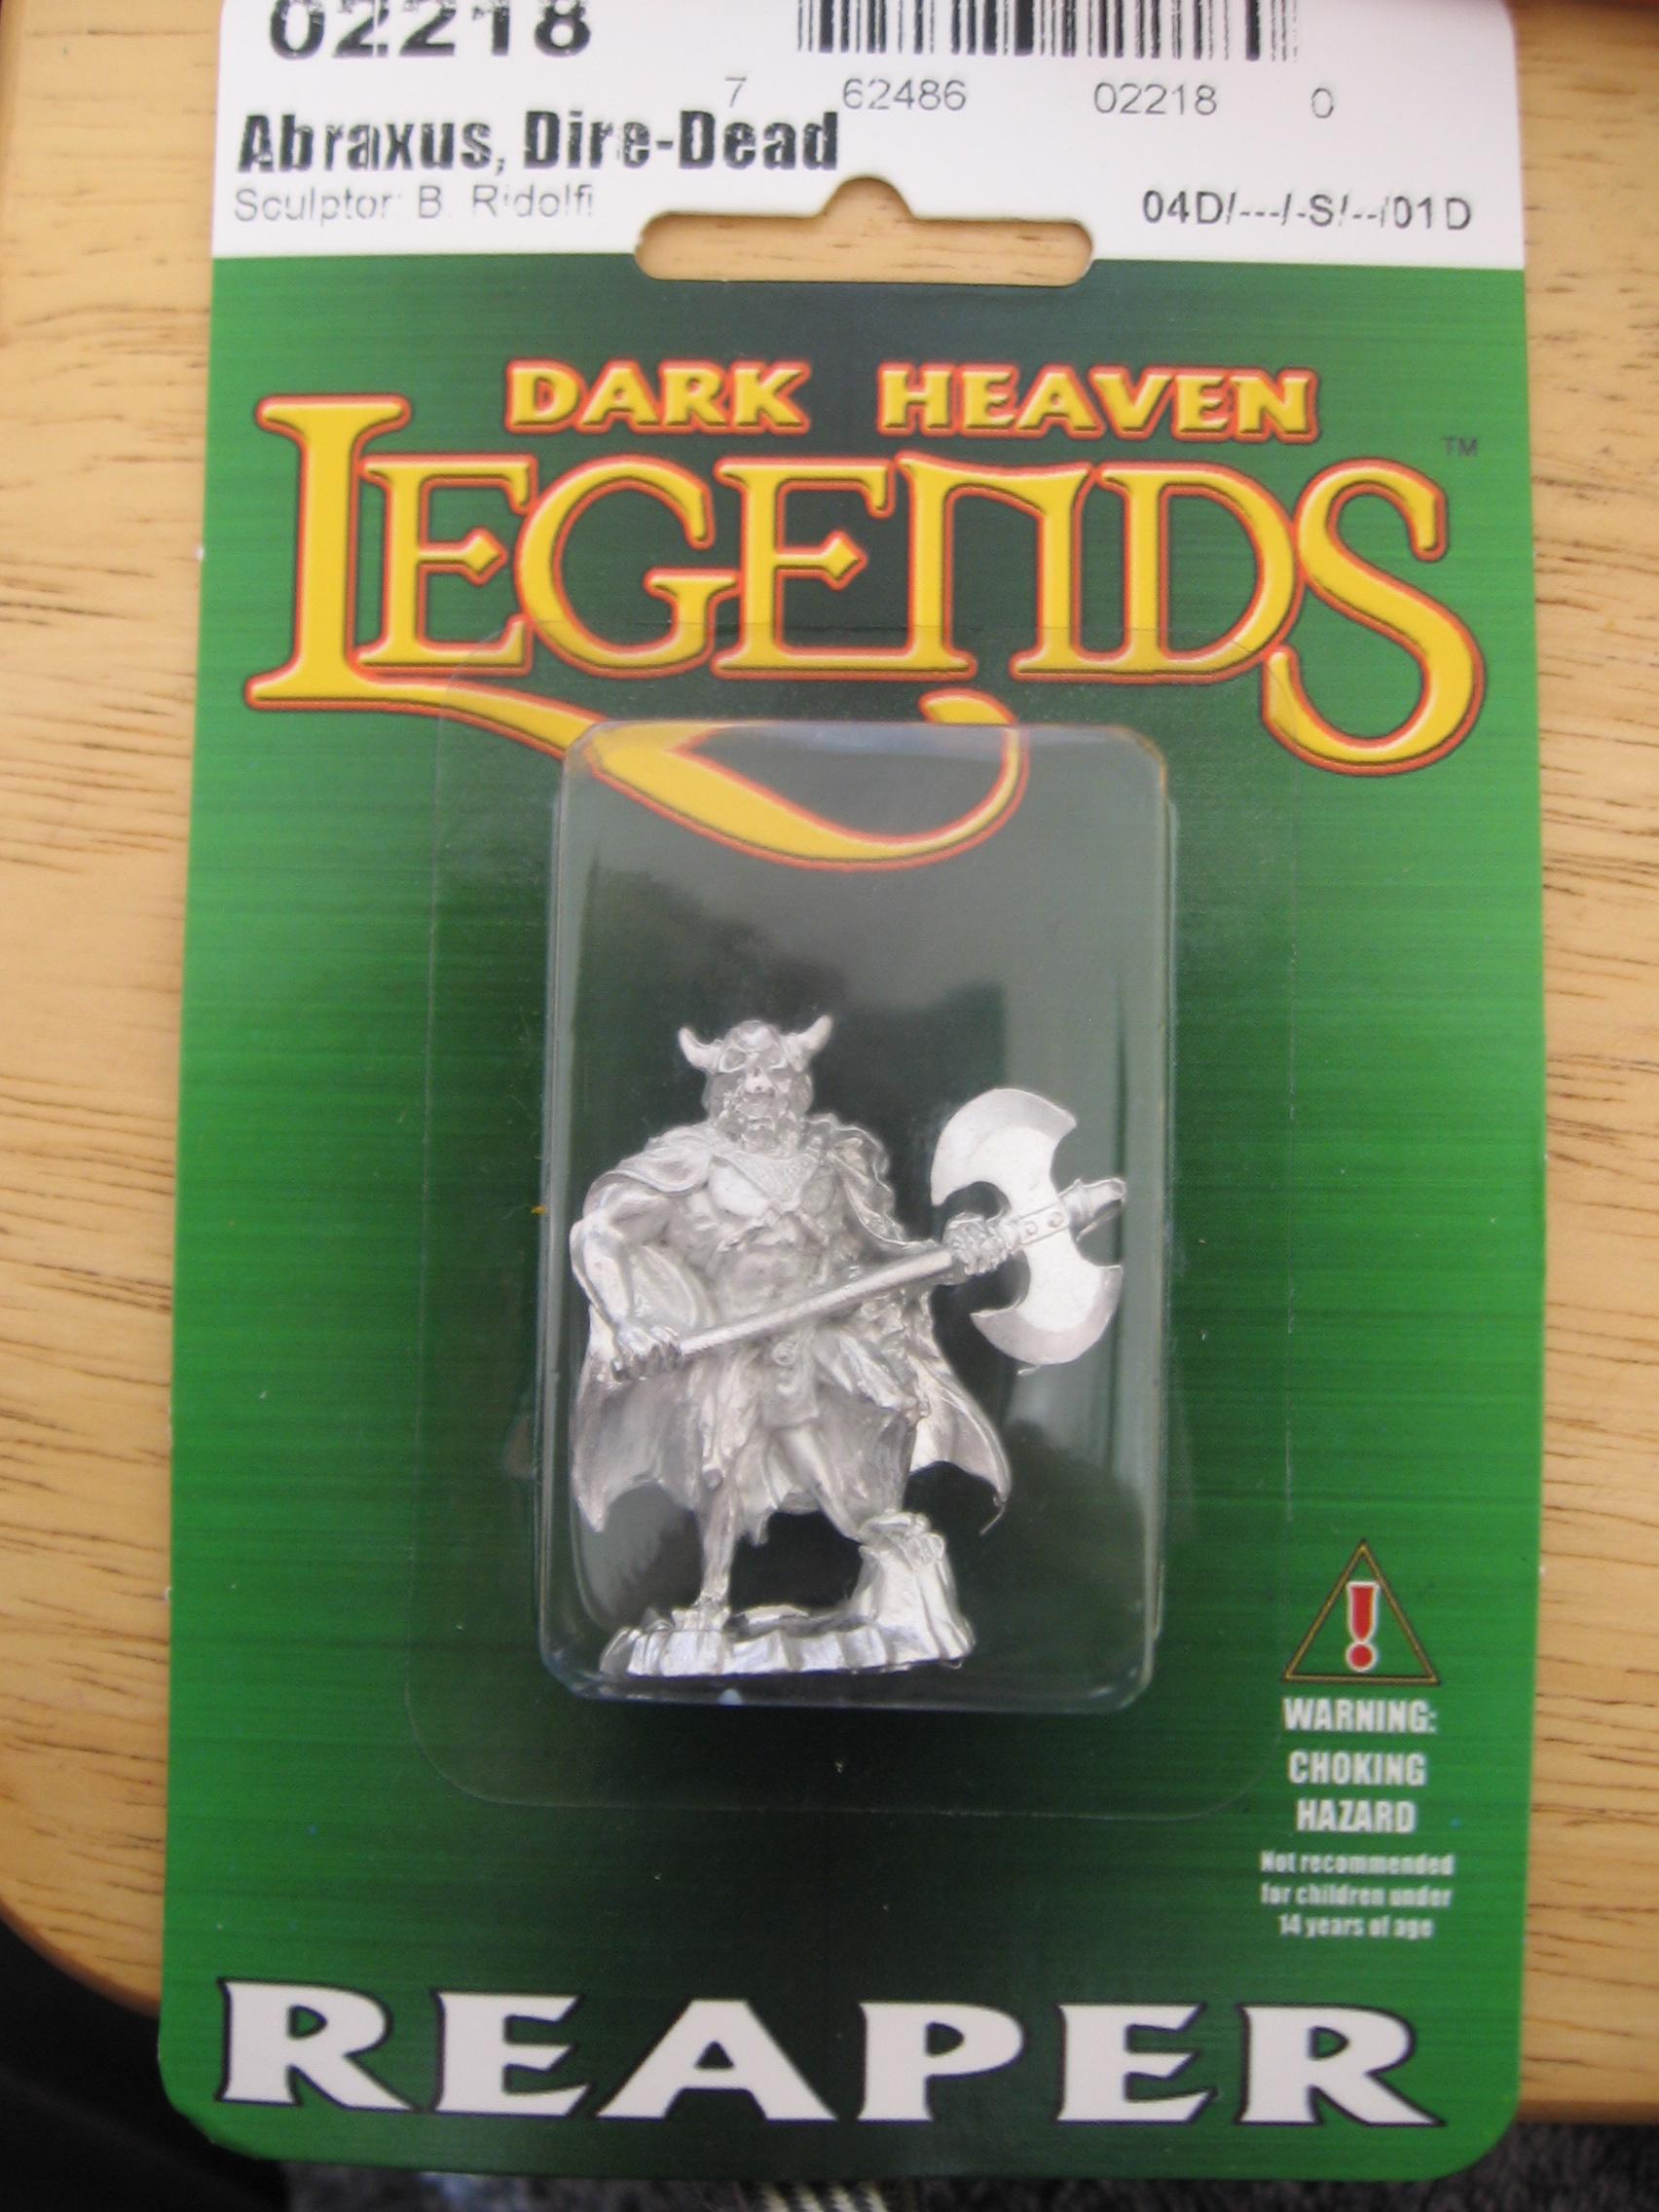 02218
7 62486 02218 0
Abraxus, Dire-Dead
Sculptor: B. Ridolfi
04D/---/-S/--/01D
DARK HEAVEN
LEGENDS
TM
!
WARNING:
CHOKING
HAZARD
Not recommended
for children under
14 years of age
REAPER